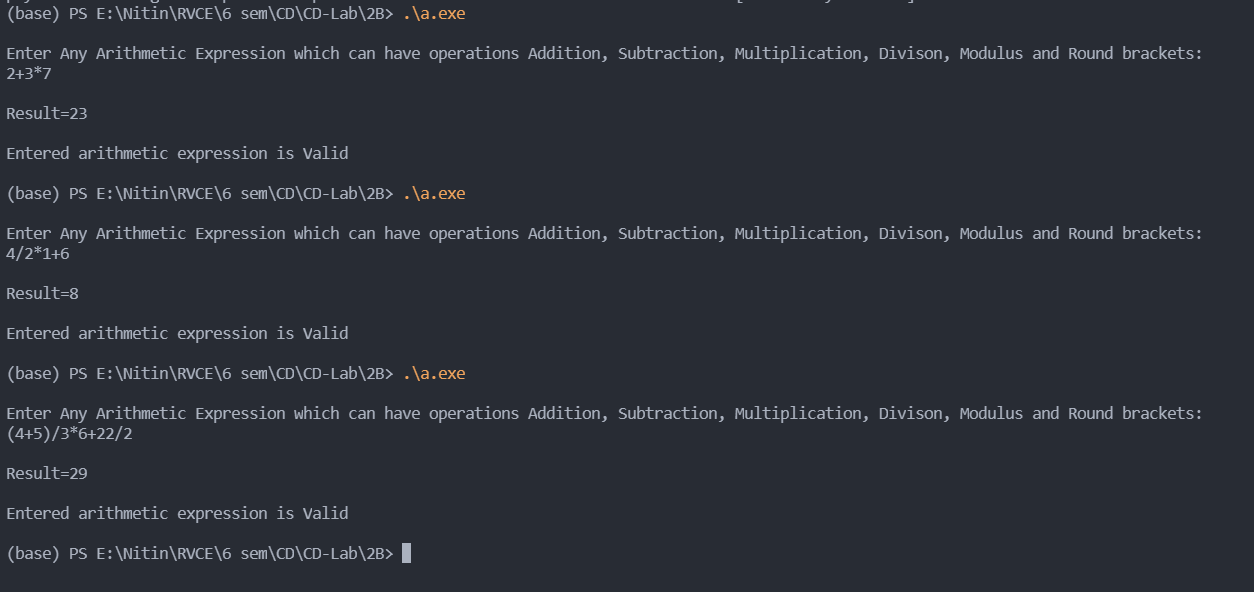 (base) PS E:\Nitin\RVCE\6 sem\CD\CD-Lab\2B> .\a.exe
Enter Any Arithmetic Expression which can have operations Addition, Subtraction, Multiplication, Divison, Modulus and Round brackets:
2+3*7
Result=23
Entered arithmetic expression is Valid
(base) PS E:\Nitin\RVCE\6 sem\CD\CD-Lab\2B> .\a.exe
Enter Any Arithmetic Expression which can have operations Addition, Subtraction, Multiplication, Divison, Modulus and Round brackets:
4/2*1+6
Result=8
Entered arithmetic expression is Valid
(base) PS E:\Nitin\RVCE\6 sem\CD\CD-Lab\2B> .\a.exe
Enter Any Arithmetic Expression which can have operations Addition, Subtraction, Multiplication, Divison, Modulus and Round brackets:
(4+5)/3*6+22/2
Result=29
Entered arithmetic expression is Valid
(base) PS E:\Nitin\RVCE\6 sem\CD\CD-Lab\2B>